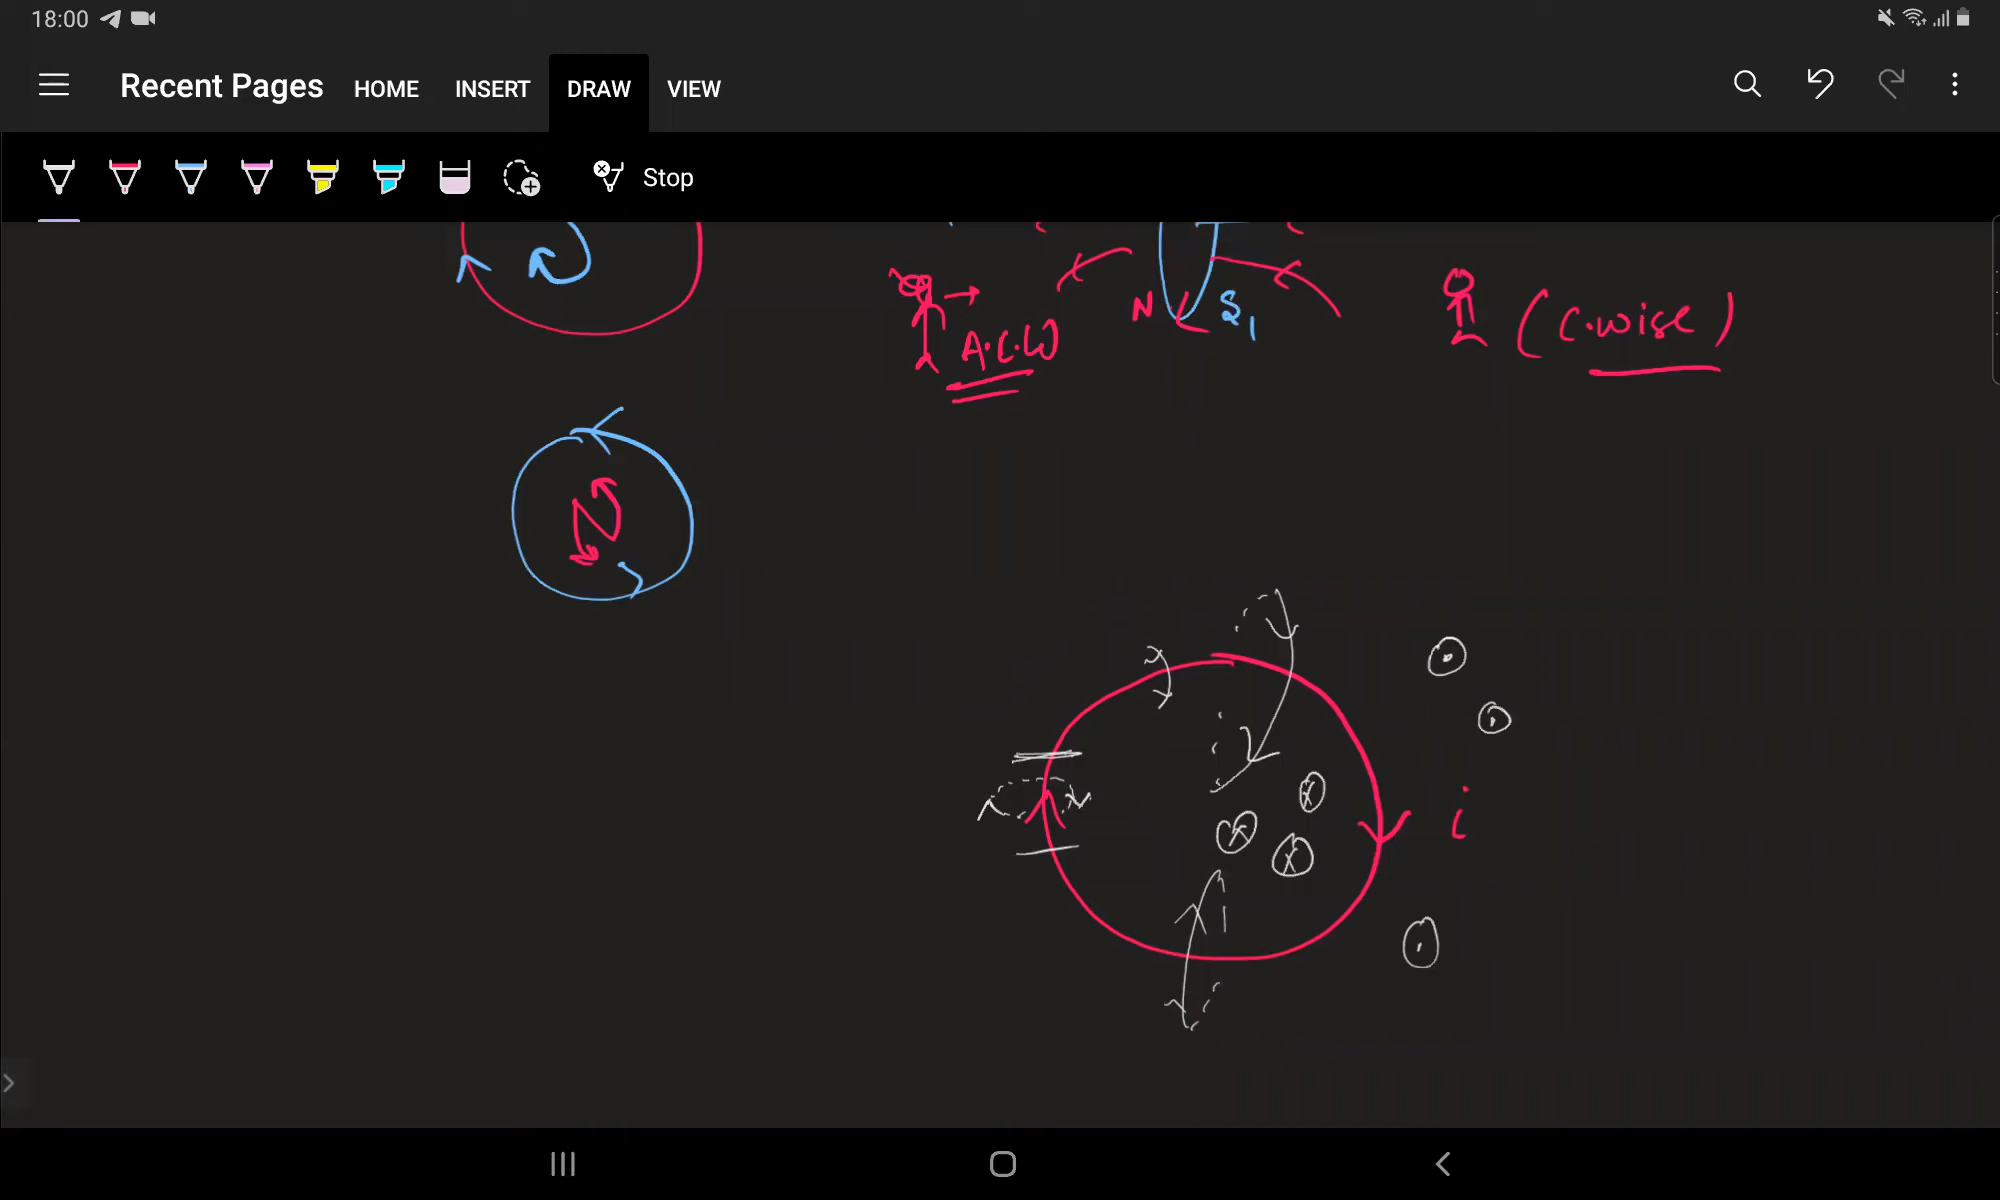 18:00
Recent Pages HOME INSERT DRAW VIEW
Stop
N S1
A.C.W
(C.wise)
N
i